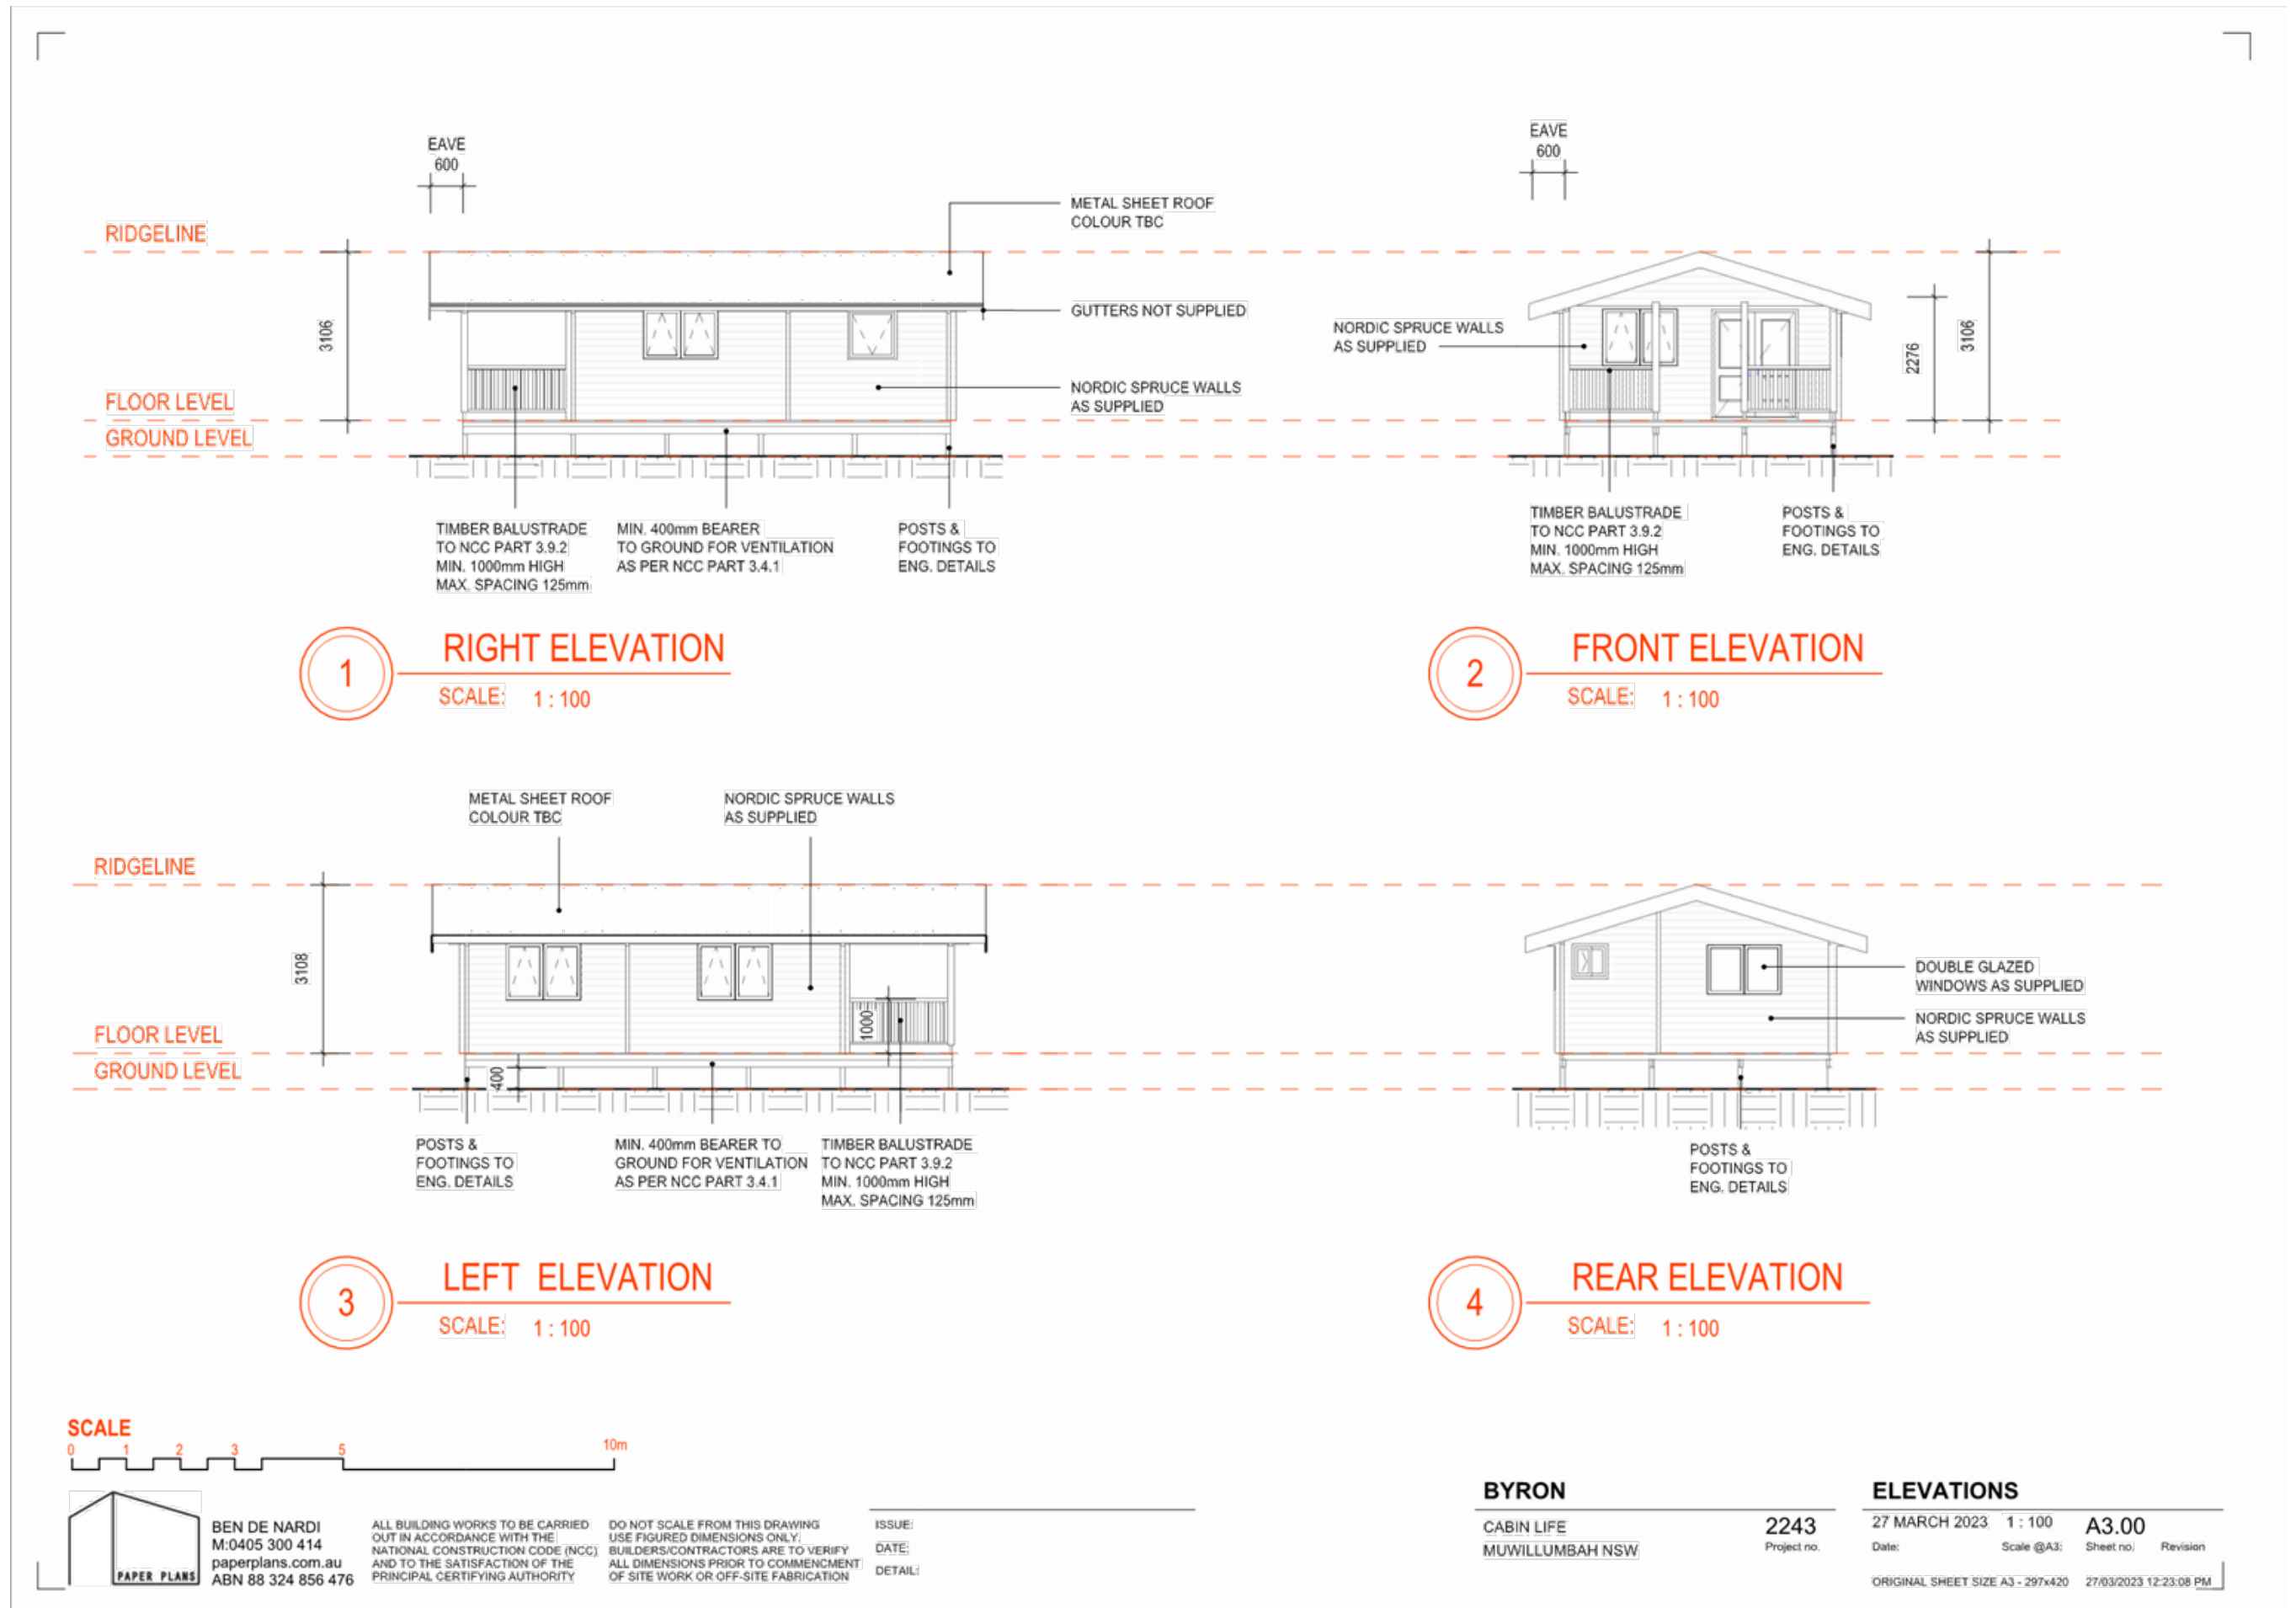 EAVE
600
RIDGELINE
3106
FLOOR LEVEL
GROUND LEVEL
METAL SHEET ROOF
COLOUR TBC
GUTTERS NOT SUPPLIED
NORDIC SPRUCE WALLS
AS SUPPLIED
TIMBER BALUSTRADE
TO NCC PART 3.9.2
MIN. 1000mm HIGH
MAX. SPACING 125mm
MIN. 400mm BEARER
TO GROUND FOR VENTILATION
AS PER NCC PART 3.4.1
POSTS &
FOOTINGS TO
ENG. DETAILS
1
RIGHT ELEVATION
SCALE: 1 : 100
EAVE
600
NORDIC SPRUCE WALLS
AS SUPPLIED
2276
3106
TIMBER BALUSTRADE
TO NCC PART 3.9.2
MIN. 1000mm HIGH
MAX. SPACING 125mm
POSTS &
FOOTINGS TO
ENG. DETAILS
2
FRONT ELEVATION
SCALE: 1 : 100
METAL SHEET ROOF
COLOUR TBC
NORDIC SPRUCE WALLS
AS SUPPLIED
RIDGELINE
3108
FLOOR LEVEL
GROUND LEVEL
1000
400
POSTS &
FOOTINGS TO
ENG. DETAILS
MIN. 400mm BEARER TO
GROUND FOR VENTILATION
AS PER NCC PART 3.4.1
TIMBER BALUSTRADE
TO NCC PART 3.9.2
MIN. 1000mm HIGH
MAX. SPACING 125mm
3
LEFT ELEVATION
SCALE: 1 : 100
DOUBLE GLAZED
WINDOWS AS SUPPLIED
NORDIC SPRUCE WALLS
AS SUPPLIED
POSTS &
FOOTINGS TO
ENG. DETAILS
4
REAR ELEVATION
SCALE: 1 : 100
SCALE
0 1 2 3 5 10m
PAPER PLANS
BEN DE NARDI
M:0405 300 414
paperplans.com.au
ABN 88 324 856 476
ALL BUILDING WORKS TO BE CARRIED
OUT IN ACCORDANCE WITH THE
NATIONAL CONSTRUCTION CODE (NCC)
AND TO THE SATISFACTION OF THE
PRINCIPAL CERTIFYING AUTHORITY
DO NOT SCALE FROM THIS DRAWING
USE FIGURED DIMENSIONS ONLY.
BUILDERS/CONTRACTORS ARE TO VERIFY
ALL DIMENSIONS PRIOR TO COMMENCMENT
OF SITE WORK OR OFF-SITE FABRICATION
ISSUE:
DATE:
DETAIL:
BYRON
CABIN LIFE
MUWILLUMBAH NSW
2243
Project no.
ELEVATIONS
27 MARCH 2023 1 : 100 A3.00
Date: Scale @A3: Sheet no. Revision
ORIGINAL SHEET SIZE A3 - 297x420 27/03/2023 12:23:08 PM